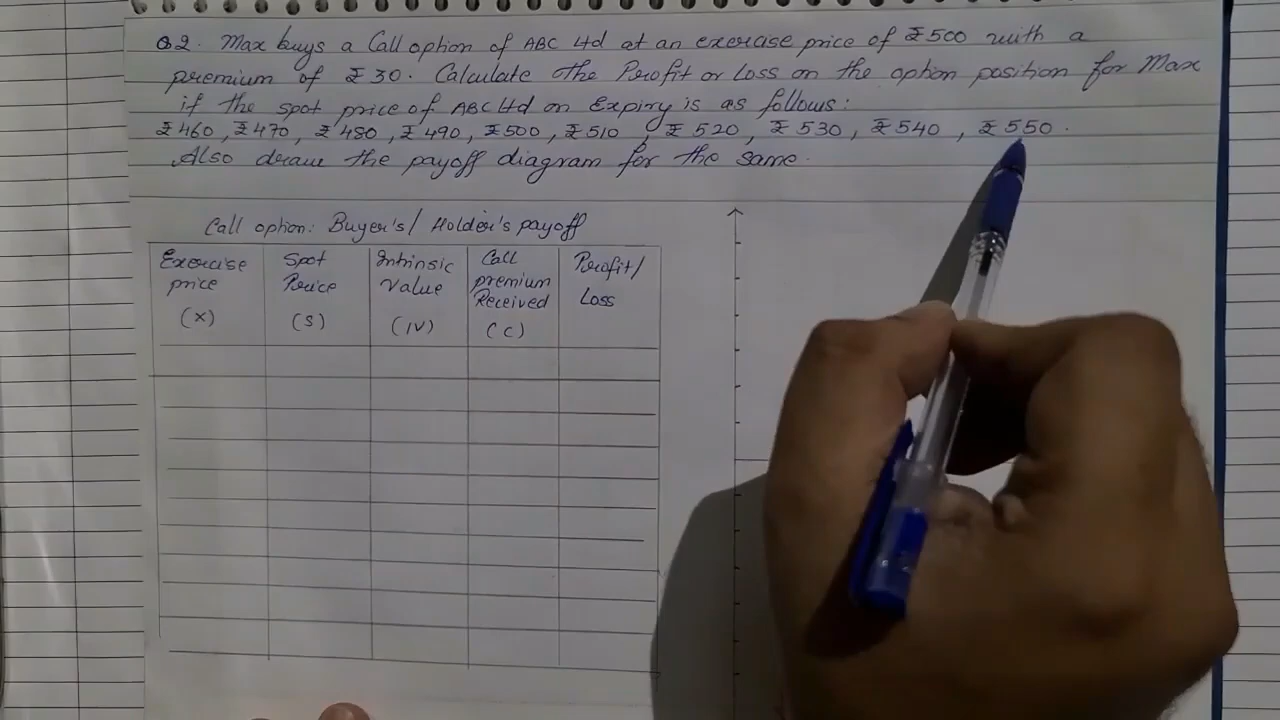 Q2. Max buys a Call option of ABC Ltd at an exercise price of ₹500 with a
premium of ₹30. Calculate the Profit or Loss on the option position for Max
if the spot price of ABC Ltd on Expiry is as follows:
₹460, ₹470, ₹480, ₹490, ₹500, ₹510, ₹520, ₹530, ₹540, ₹550.
Also draw the payoff diagram for the same.
Call option: Buyer's/Holder's payoff
Exercise price (X)
Spot Price (S)
Intrinsic Value (IV)
Call premium Received (C)
Profit/Loss